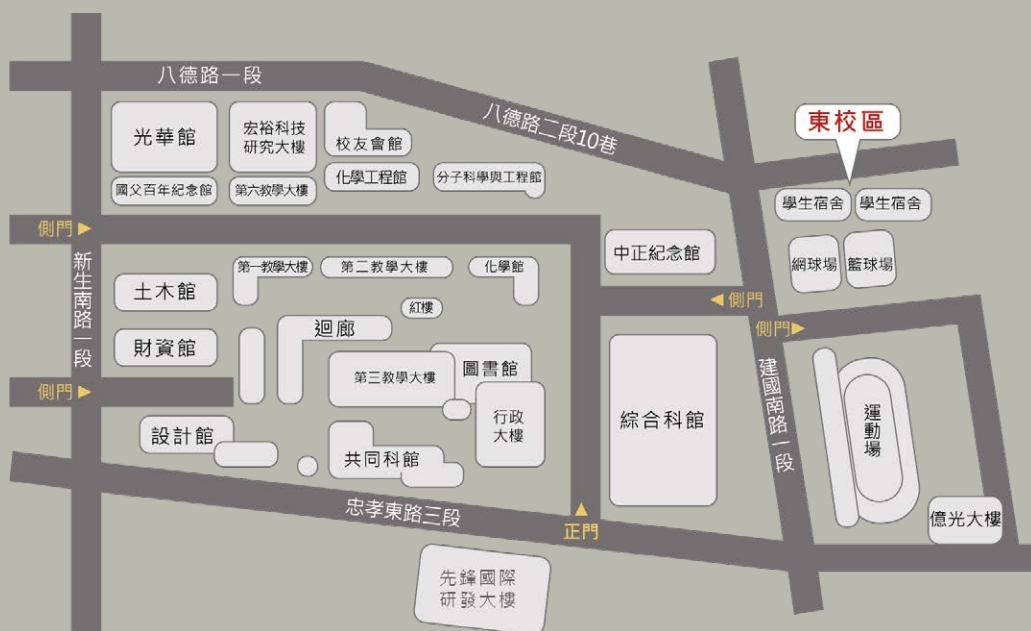 八德路一段
八德路二段10巷
東校區
光華館
宏裕科技
研究大樓
校友會館
國父百年紀念館
第六教學大樓
化學工程館
分子科學與工程館
學生宿舍
學生宿舍
側門
新生南路一段
中正紀念館
網球場
籃球場
第一教學大樓
第二教學大樓
化學館
土木館
紅樓
側門
側門
財資館
迴廊
第三教學大樓
圖書館
建國南路一段
側門
行政
大樓
綜合科館
運動場
設計館
共同科館
忠孝東路三段
正門
億光大樓
先鋒國際
研發大樓